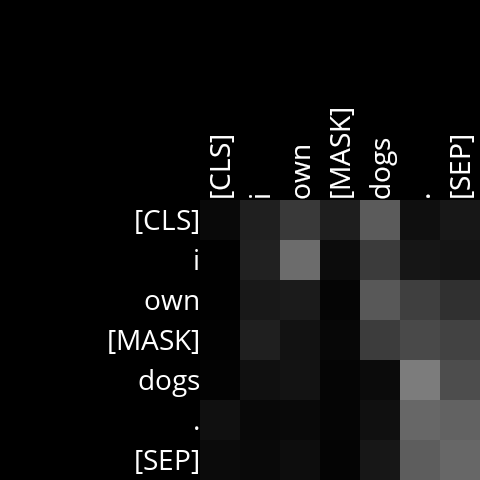 [CLS] i own [MASK] dogs . [SEP]
[CLS]
i
own
[MASK]
dogs
.
[SEP]